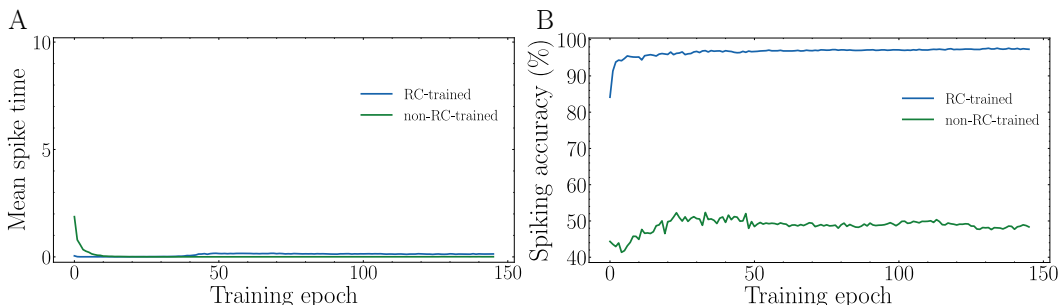 A
Mean spike time
10
5
0
RC-trained
non-RC-trained
0
50
100
150
Training epoch
B
Spiking accuracy (%)
100
90
80
70
60
50
40
RC-trained
non-RC-trained
0
50
100
150
Training epoch